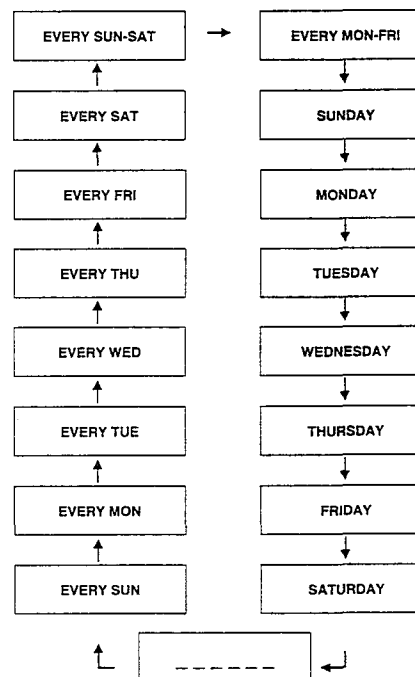 EVERY SUN-SAT
EVERY MON-FRI
EVERY SAT
SUNDAY
EVERY FRI
MONDAY
EVERY THU
TUESDAY
EVERY WED
WEDNESDAY
EVERY TUE
THURSDAY
EVERY MON
FRIDAY
EVERY SUN
SATURDAY
_ _ _ _ _ _